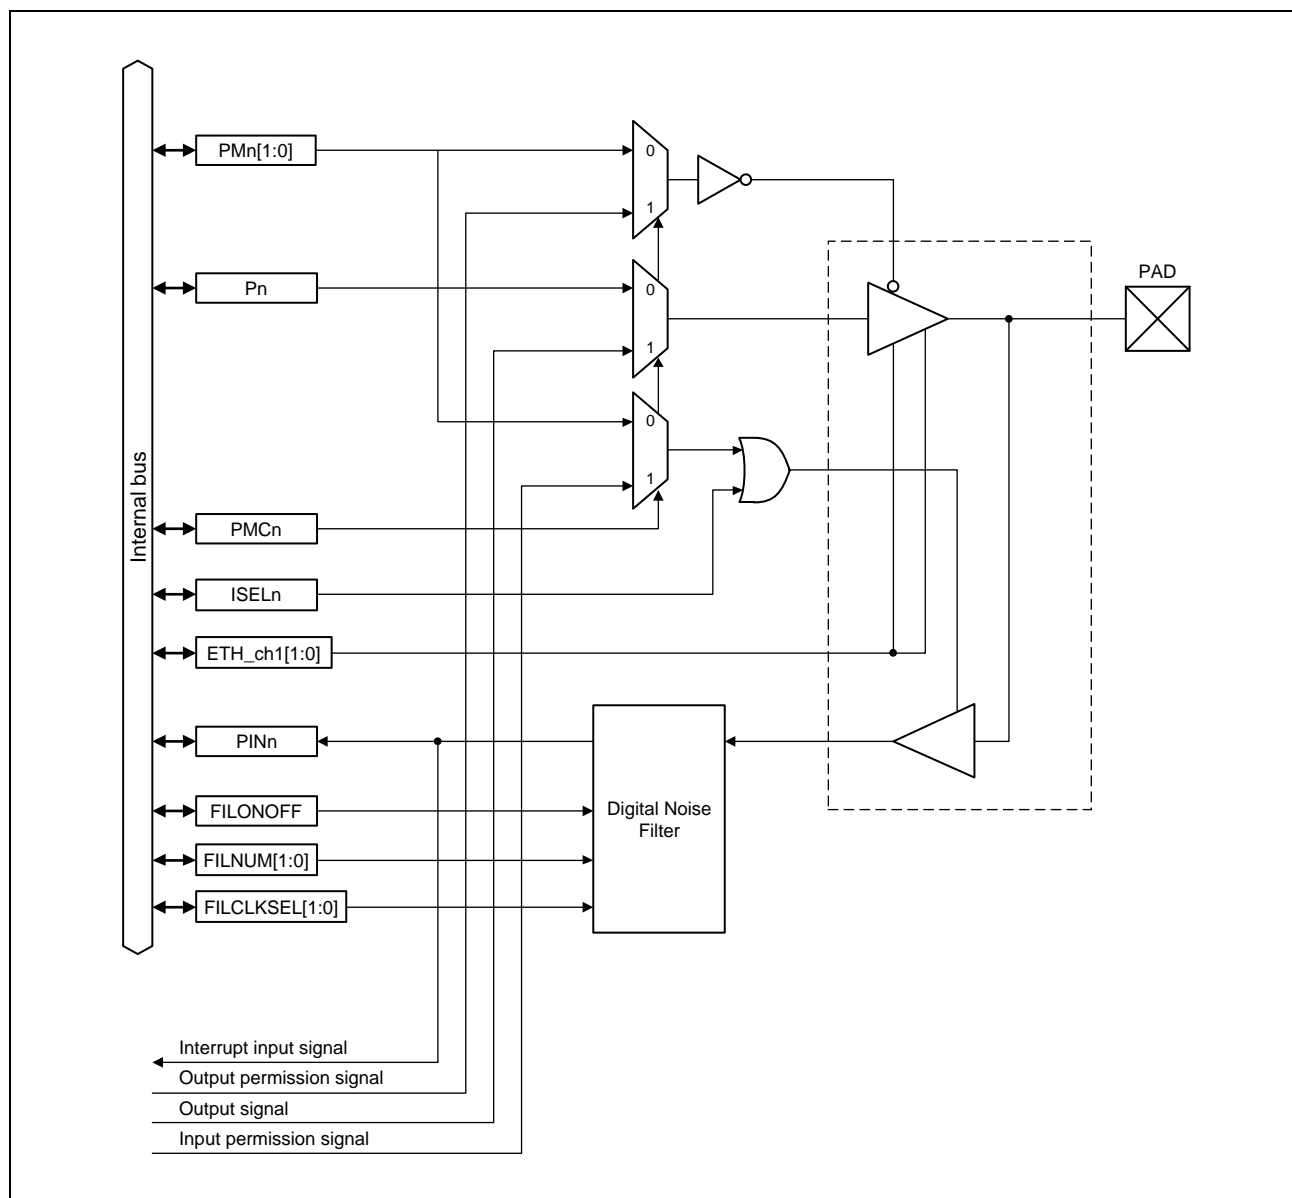 PMn[1:0]
0
1
Pn
0
1
PAD
0
1
Internal bus
PMCn
ISELn
ETH_ch1[1:0]
PINn
FILONOFF
FILNUM[1:0]
FILCLKSEL[1:0]
Digital Noise
Filter
Interrupt input signal
Output permission signal
Output signal
Input permission signal